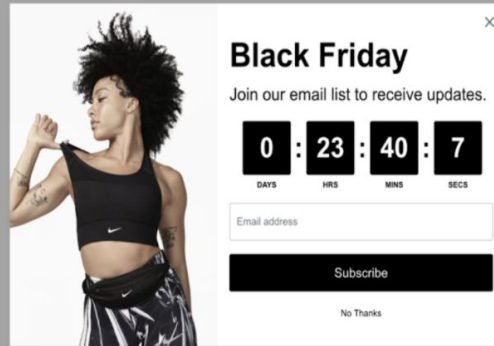 Black Friday
Join our email list to receive updates.
0 : 23 : 40 : 7
DAYS HRS MINS SECS
Email address
Subscribe
No Thanks